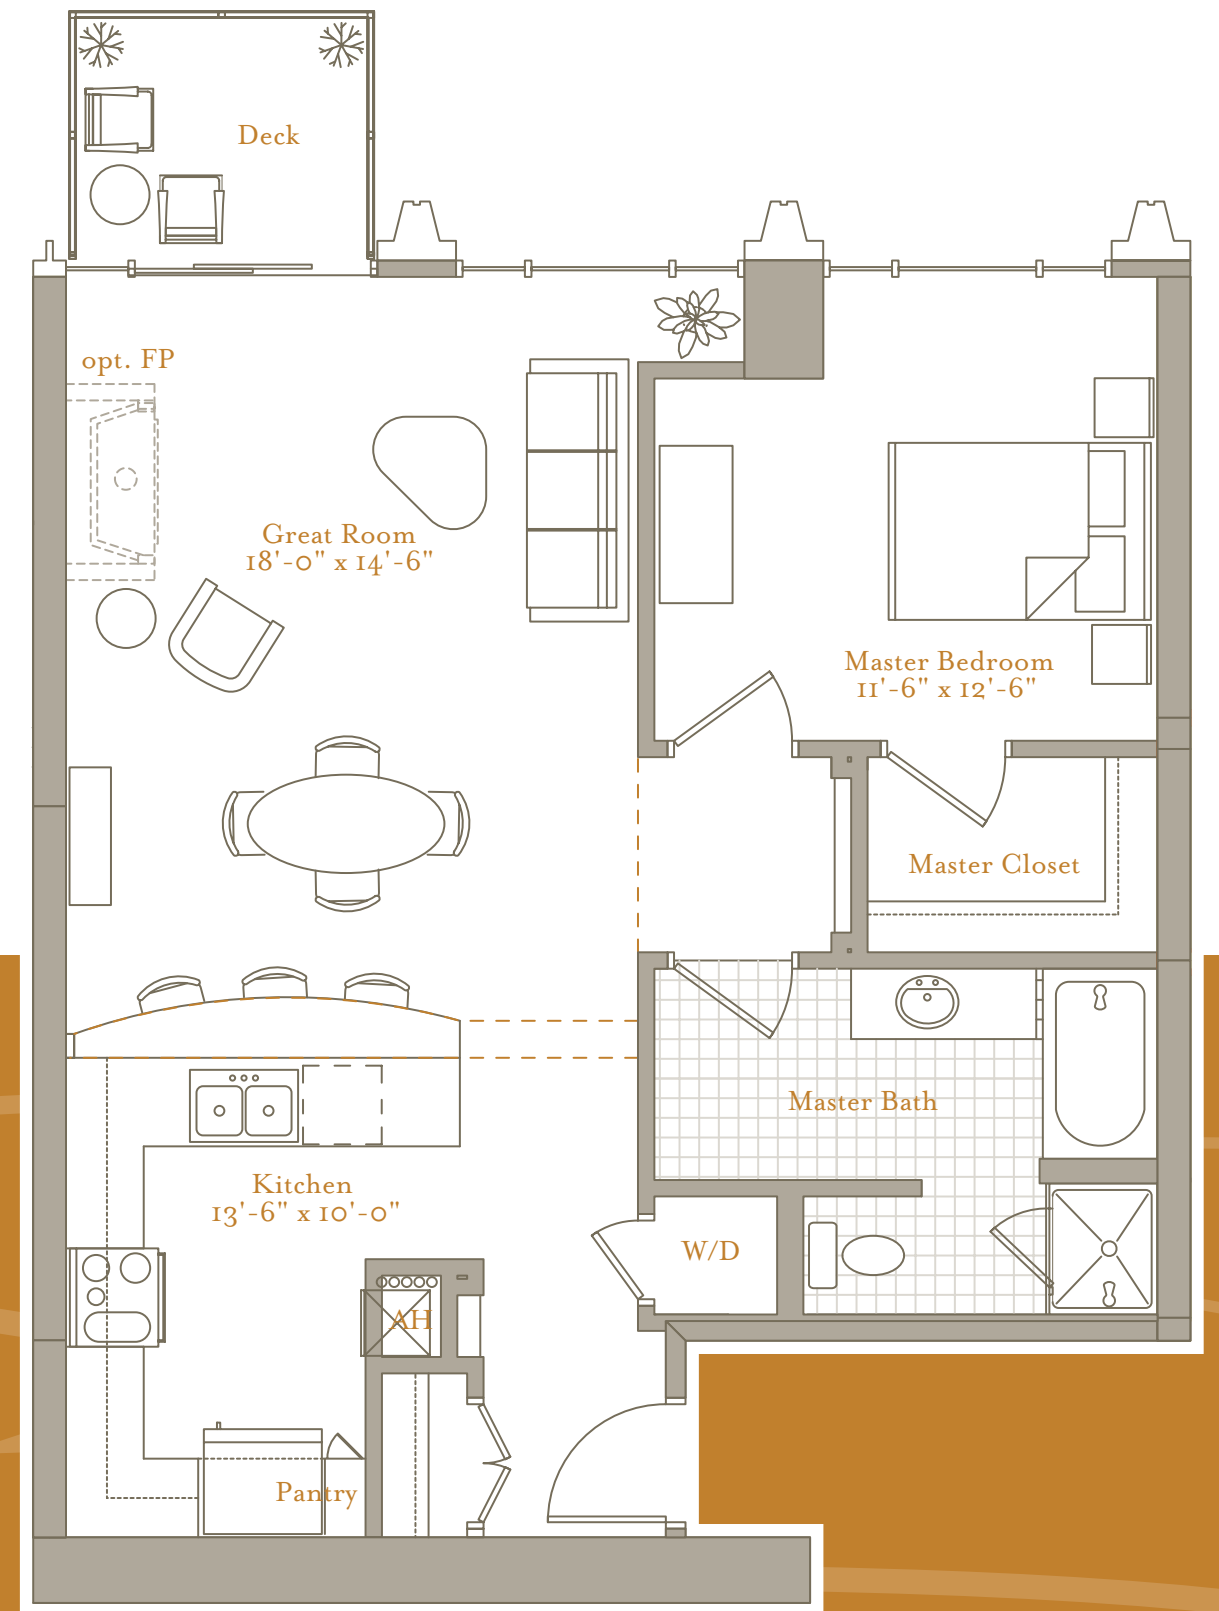 Deck
opt. FP
Great Room
18'-0" x 14'-6"
Master Bedroom
11'-6" x 12'-6"
Master Closet
Master Bath
Kitchen
13'-6" x 10'-0"
W/D
AH
Pantry